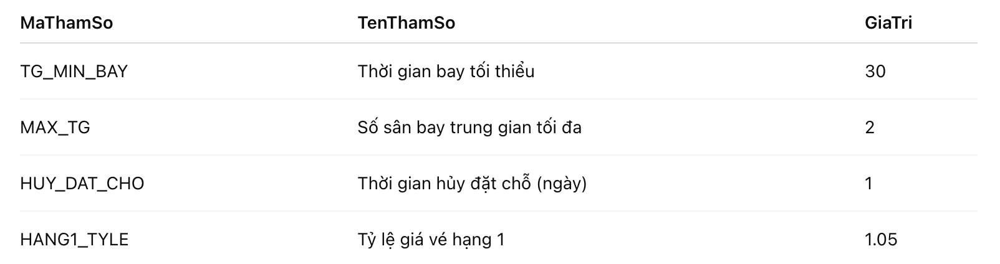 MaThamSo TenThamSo GiaTri
TG_MIN_BAY Thời gian bay tối thiểu 30
MAX_TG Số sân bay trung gian tối đa 2
HUY_DAT_CHO Thời gian hủy đặt chỗ (ngày) 1
HANG1_TYLE Tỷ lệ giá vé hạng 1 1.05